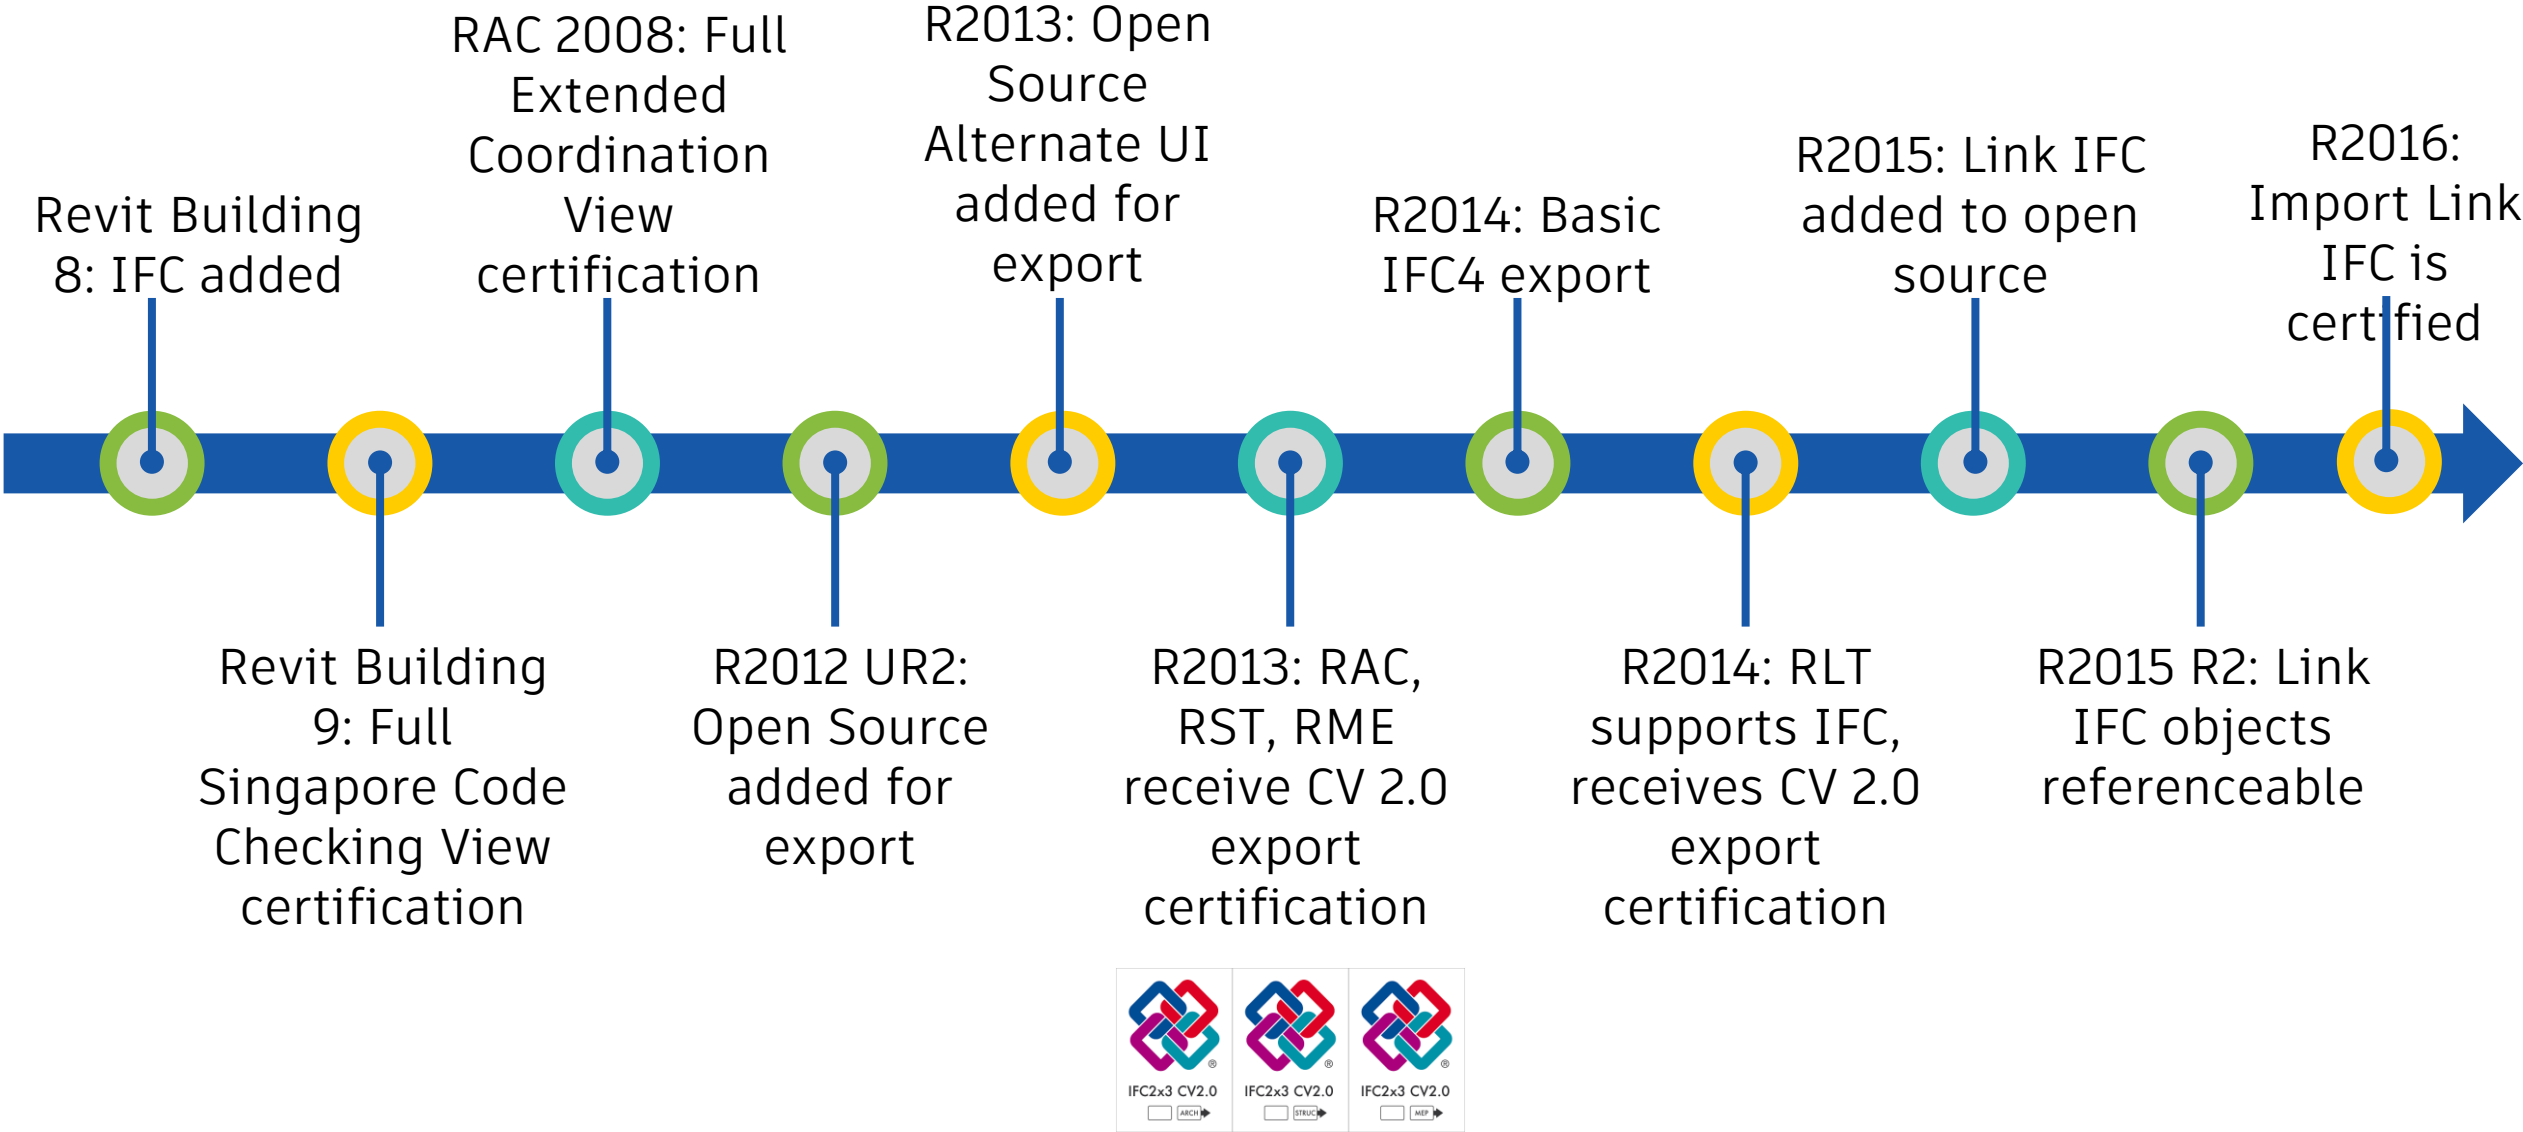 Revit Building
8: IFC added
RAC 2008: Full
Extended
Coordination
View
certification
R2013: Open
Source
Alternate UI
added for
export
R2014: Basic
IFC4 export
R2015: Link IFC
added to open
source
R2016:
Import Link
IFC is
certified
Revit Building
9: Full
Singapore Code
Checking View
certification
R2012 UR2:
Open Source
added for
export
R2013: RAC,
RST, RME
receive CV 2.0
export
certification
R2014: RLT
supports IFC,
receives CV 2.0
export
certification
R2015 R2: Link
IFC objects
referenceable
®
IFC2x3 CV2.0
ARCH
®
IFC2x3 CV2.0
STRUC
®
IFC2x3 CV2.0
MEP